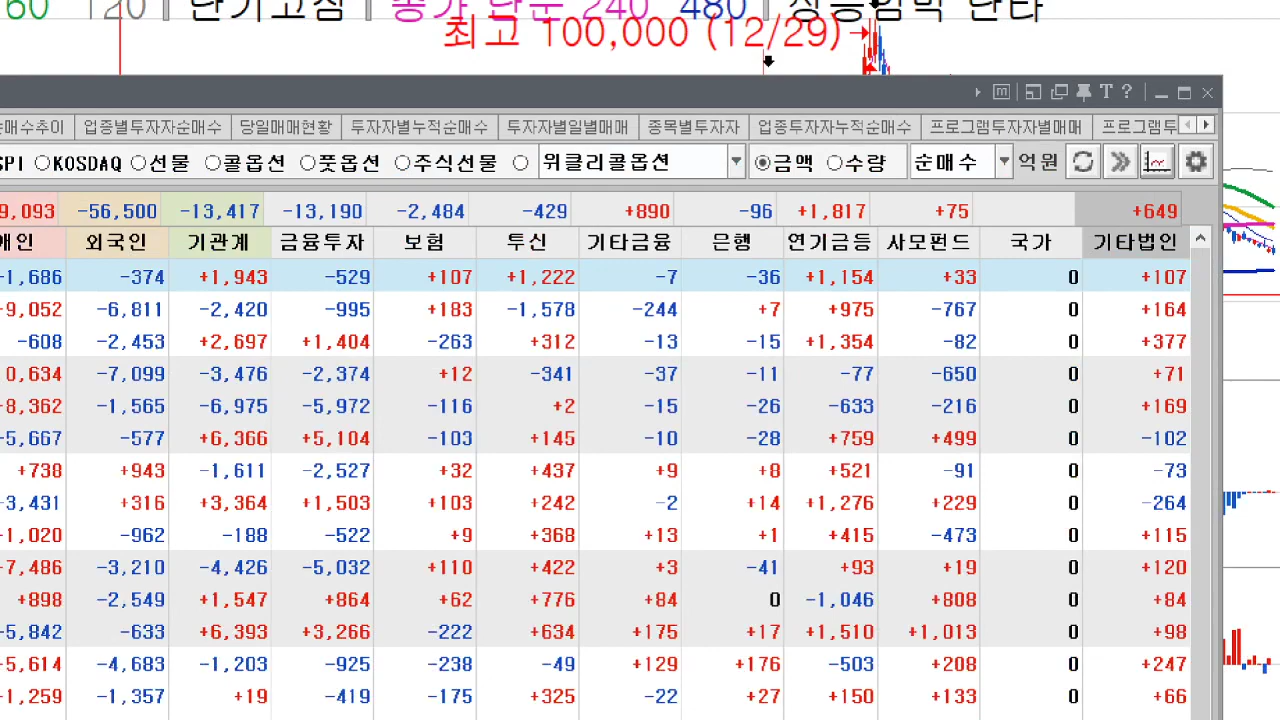 60 120 단기고점 종가 단순 240 480
최고 100,000 (12/29)
T ?
순매수추이 업종별투자자순매수 당일매매현황 투자자별누적순매수 투자자별일별매매 종목별투자자 업종투자자누적순매수 프로그램투자자별매매 프로그램투
SPI KOSDAQ 선물 콜옵션 풋옵션 주식선물 위클리콜옵션 금액 수량 순매수 억원
9,093 -56,500 -13,417 -13,190 -2,484 -429 +890 -96 +1,817 +75 +649
개인 외국인 기관계 금융투자 보험 투신 기타금융 은행 연기금등 사모펀드 국가 기타법인
-1,686 -374 +1,943 -529 +107 +1,222 -7 -36 +1,154 +33 0 +107
+9,052 -6,811 -2,420 -995 +183 -1,578 -244 +7 +975 -767 0 +164
-608 -2,453 +2,697 +1,404 -263 +312 -13 -15 +1,354 -82 0 +377
0,634 -7,099 -3,476 -2,374 +12 -341 -37 -11 -77 -650 0 +71
+8,362 -1,565 -6,975 -5,972 -116 +2 -15 -26 -633 -216 0 +169
-5,667 -577 +6,366 +5,104 -103 +145 -10 -28 +759 +499 0 -102
+738 +943 -1,611 -2,527 +32 +437 +9 +8 +521 -91 0 -73
-3,431 +316 +3,364 +1,503 +103 +242 -2 +14 +1,276 +229 0 -264
+1,020 -962 -188 -522 +9 +368 +13 +1 +415 -473 0 +115
+7,486 -3,210 -4,426 -5,032 +110 +422 +3 -41 +93 +19 0 +120
+898 -2,549 +1,547 +864 +62 +776 +84 0 -1,046 +808 0 +84
-5,842 -633 +6,393 +3,266 -222 +634 +175 +17 +1,510 +1,013 0 +98
+5,614 -4,683 -1,203 -925 -238 -49 +129 +176 -503 +208 0 +247
+1,259 -1,357 +19 -419 -175 +325 -22 +27 +150 +133 0 +66